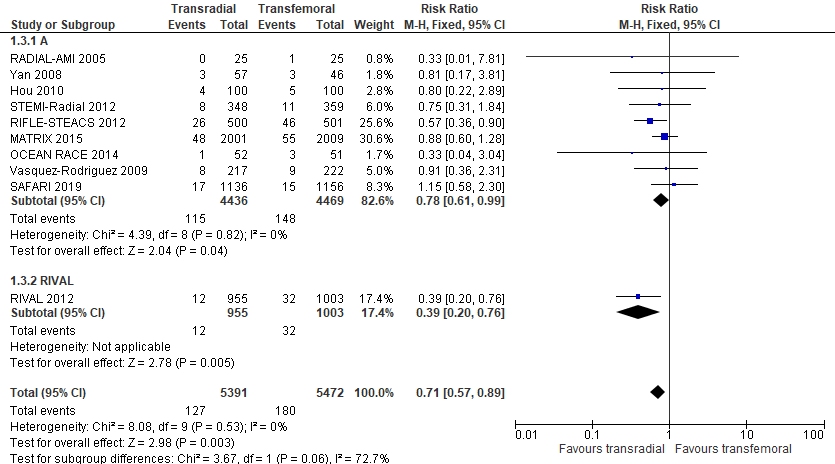 Transradial Transfemoral Risk Ratio Risk Ratio
Study or Subgroup Events Total Events Total Weight M-H, Fixed, 95% CI M-H, Fixed, 95% CI
1.3.1 A
RADIAL-AMI 2005 0 25 1 25 0.8% 0.33 [0.01, 7.81]
Yan 2008 3 57 3 46 1.8% 0.81 [0.17, 3.81]
Hou 2010 4 100 5 100 2.8% 0.80 [0.22, 2.89]
STEMI-Radial 2012 8 348 11 359 6.0% 0.75 [0.31, 1.84]
RIFLE-STEACS 2012 26 500 46 501 25.6% 0.57 [0.36, 0.90]
MATRIX 2015 48 2001 55 2009 30.6% 0.88 [0.60, 1.28]
OCEAN RACE 2014 1 52 3 51 1.7% 0.33 [0.04, 3.04]
Vasquez-Rodriguez 2009 8 217 9 222 5.0% 0.91 [0.36, 2.31]
SAFARI 2019 17 1136 15 1156 8.3% 1.15 [0.58, 2.30]
Subtotal (95% CI) 4436 4469 82.6% 0.78 [0.61, 0.99]
Total events 115 148
Heterogeneity: Chi² = 4.39, df = 8 (P = 0.82); I² = 0%
Test for overall effect: Z = 2.04 (P = 0.04)
1.3.2 RIVAL
RIVAL 2012 12 955 32 1003 17.4% 0.39 [0.20, 0.76]
Subtotal (95% CI) 955 1003 17.4% 0.39 [0.20, 0.76]
Total events 12 32
Heterogeneity: Not applicable
Test for overall effect: Z = 2.78 (P = 0.005)
Total (95% CI) 5391 5472 100.0% 0.71 [0.57, 0.89]
Total events 127 180
Heterogeneity: Chi² = 8.08, df = 9 (P = 0.53); I² = 0%
Test for overall effect: Z = 2.98 (P = 0.003)
Test for subgroup differences: Chi² = 3.67, df = 1 (P = 0.06), I² = 72.7%
0.01 0.1 1 10 100
Favours transradial Favours transfemoral